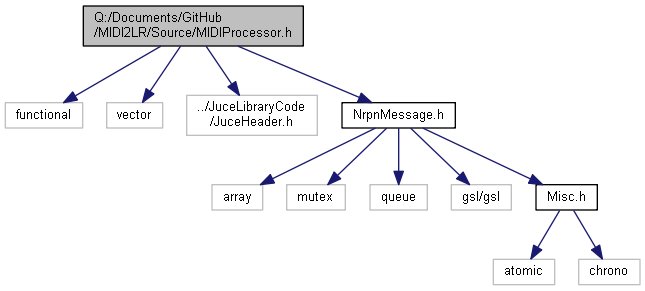 Q:/Documents/GitHub
/MIDI2LR/Source/MIDIProcessor.h
functional
vector
../JuceLibraryCode
/JuceHeader.h
NrpnMessage.h
array
mutex
queue
gsl/gsl
Misc.h
atomic
chrono